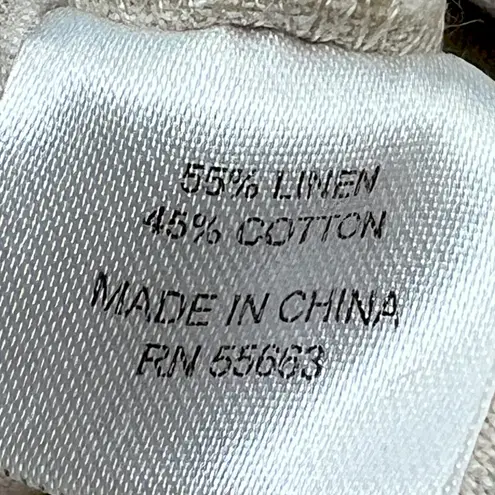 55% LINEN
45% COTTON
MADE IN CHINA
RN 55663